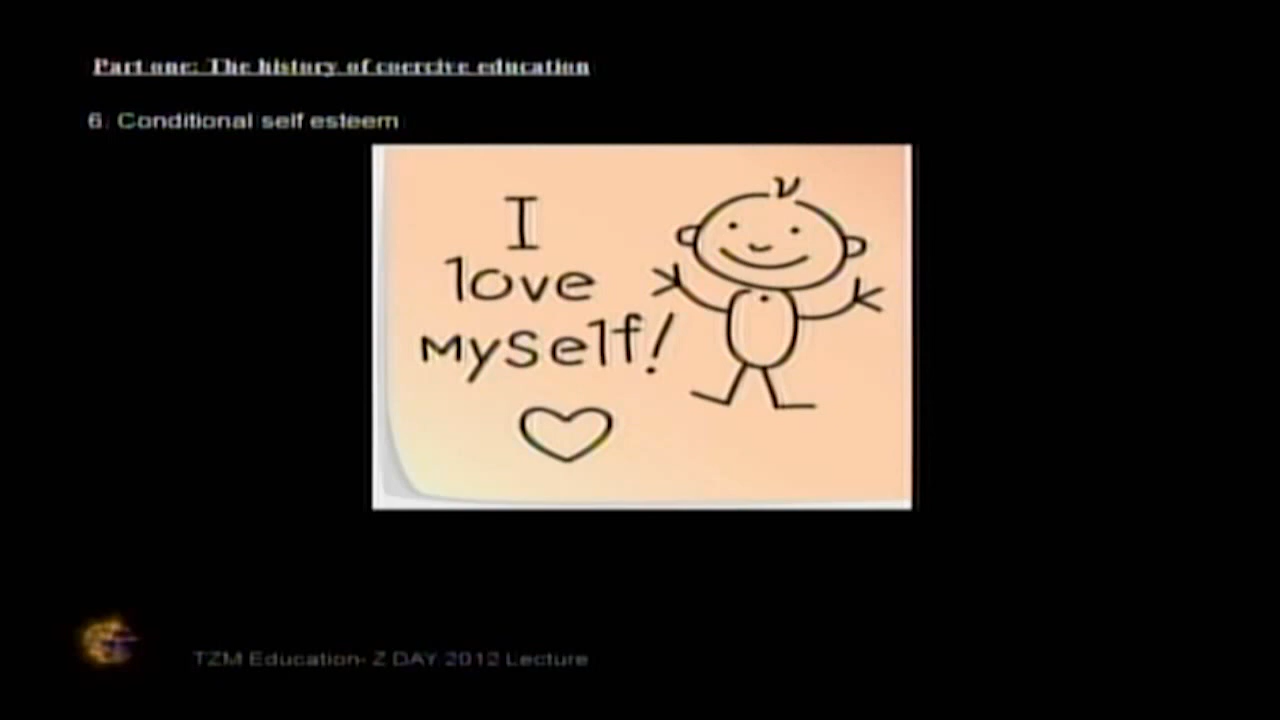 Part one: The history of coercive education
6. Conditional self esteem
I
love
myself!
TZM Education- Z DAY 2012 Lecture